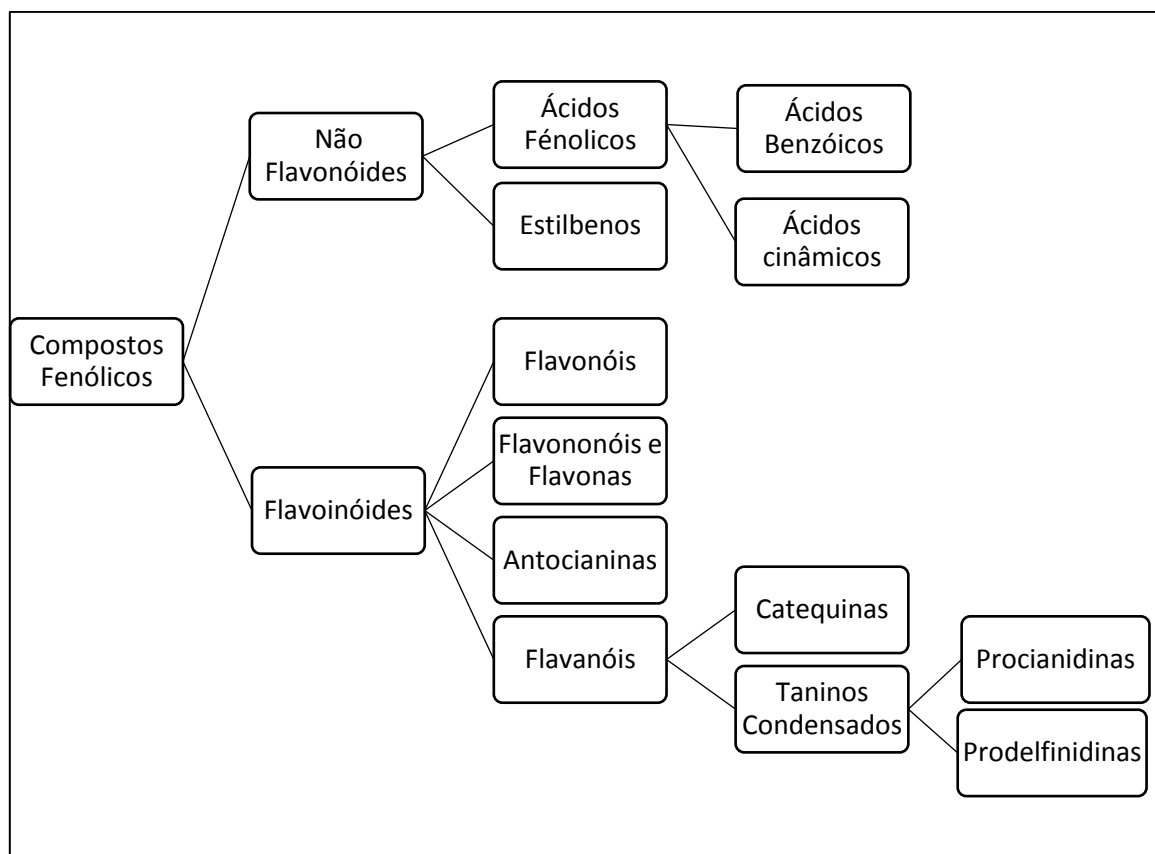 Compostos
Fenólicos
Não
Flavonóides
Ácidos
Fénolicos
Ácidos
Benzóicos
Ácidos
cinâmicos
Estilbenos
Flavoinóides
Flavonóis
Flavononóis e
Flavonas
Antocianinas
Flavanóis
Catequinas
Taninos
Condensados
Procianidinas
Prodelfinidinas